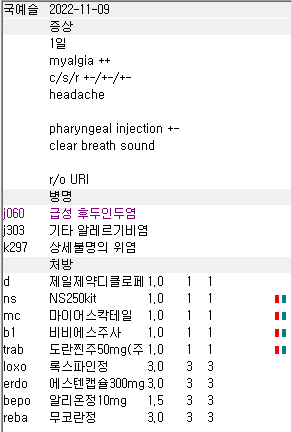 국예슬 2022-11-09
증상
1일
myalgia ++
c/s/r +-/+-/+-
headache
pharyngeal injection +-
clear breath sound
r/o URI
병명
j060 급성 후두인두염
j303 기타 알레르기비염
k297 상세불명의 위염
처방
d 제일제약디클로페 1.0 1 1
ns NS250kit 1.0 1 1
mc 마이어스칵테일 1.0 1 1
b1 비비에스주사 1.0 1 1
trab 도란찐주50mg(주 1.0 1 1
loxo 록스파인정 3.0 3 3
erdo 에스텐캡슐300mg 3.0 3 3
bepo 알리온정10mg 1.5 3 3
reba 무코란정 3.0 3 3